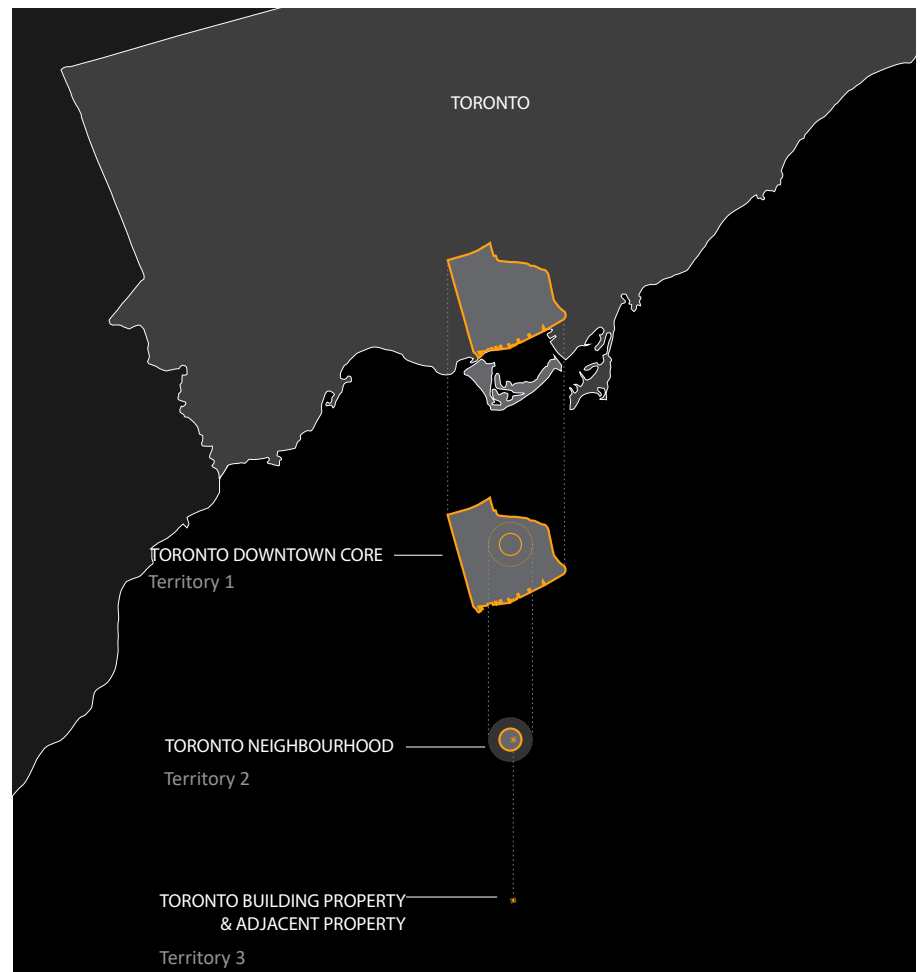 TORONTO
TORONTO DOWNTOWN CORE
Territory 1
TORONTO NEIGHBOURHOOD
Territory 2
TORONTO BUILDING PROPERTY
& ADJACENT PROPERTY
Territory 3